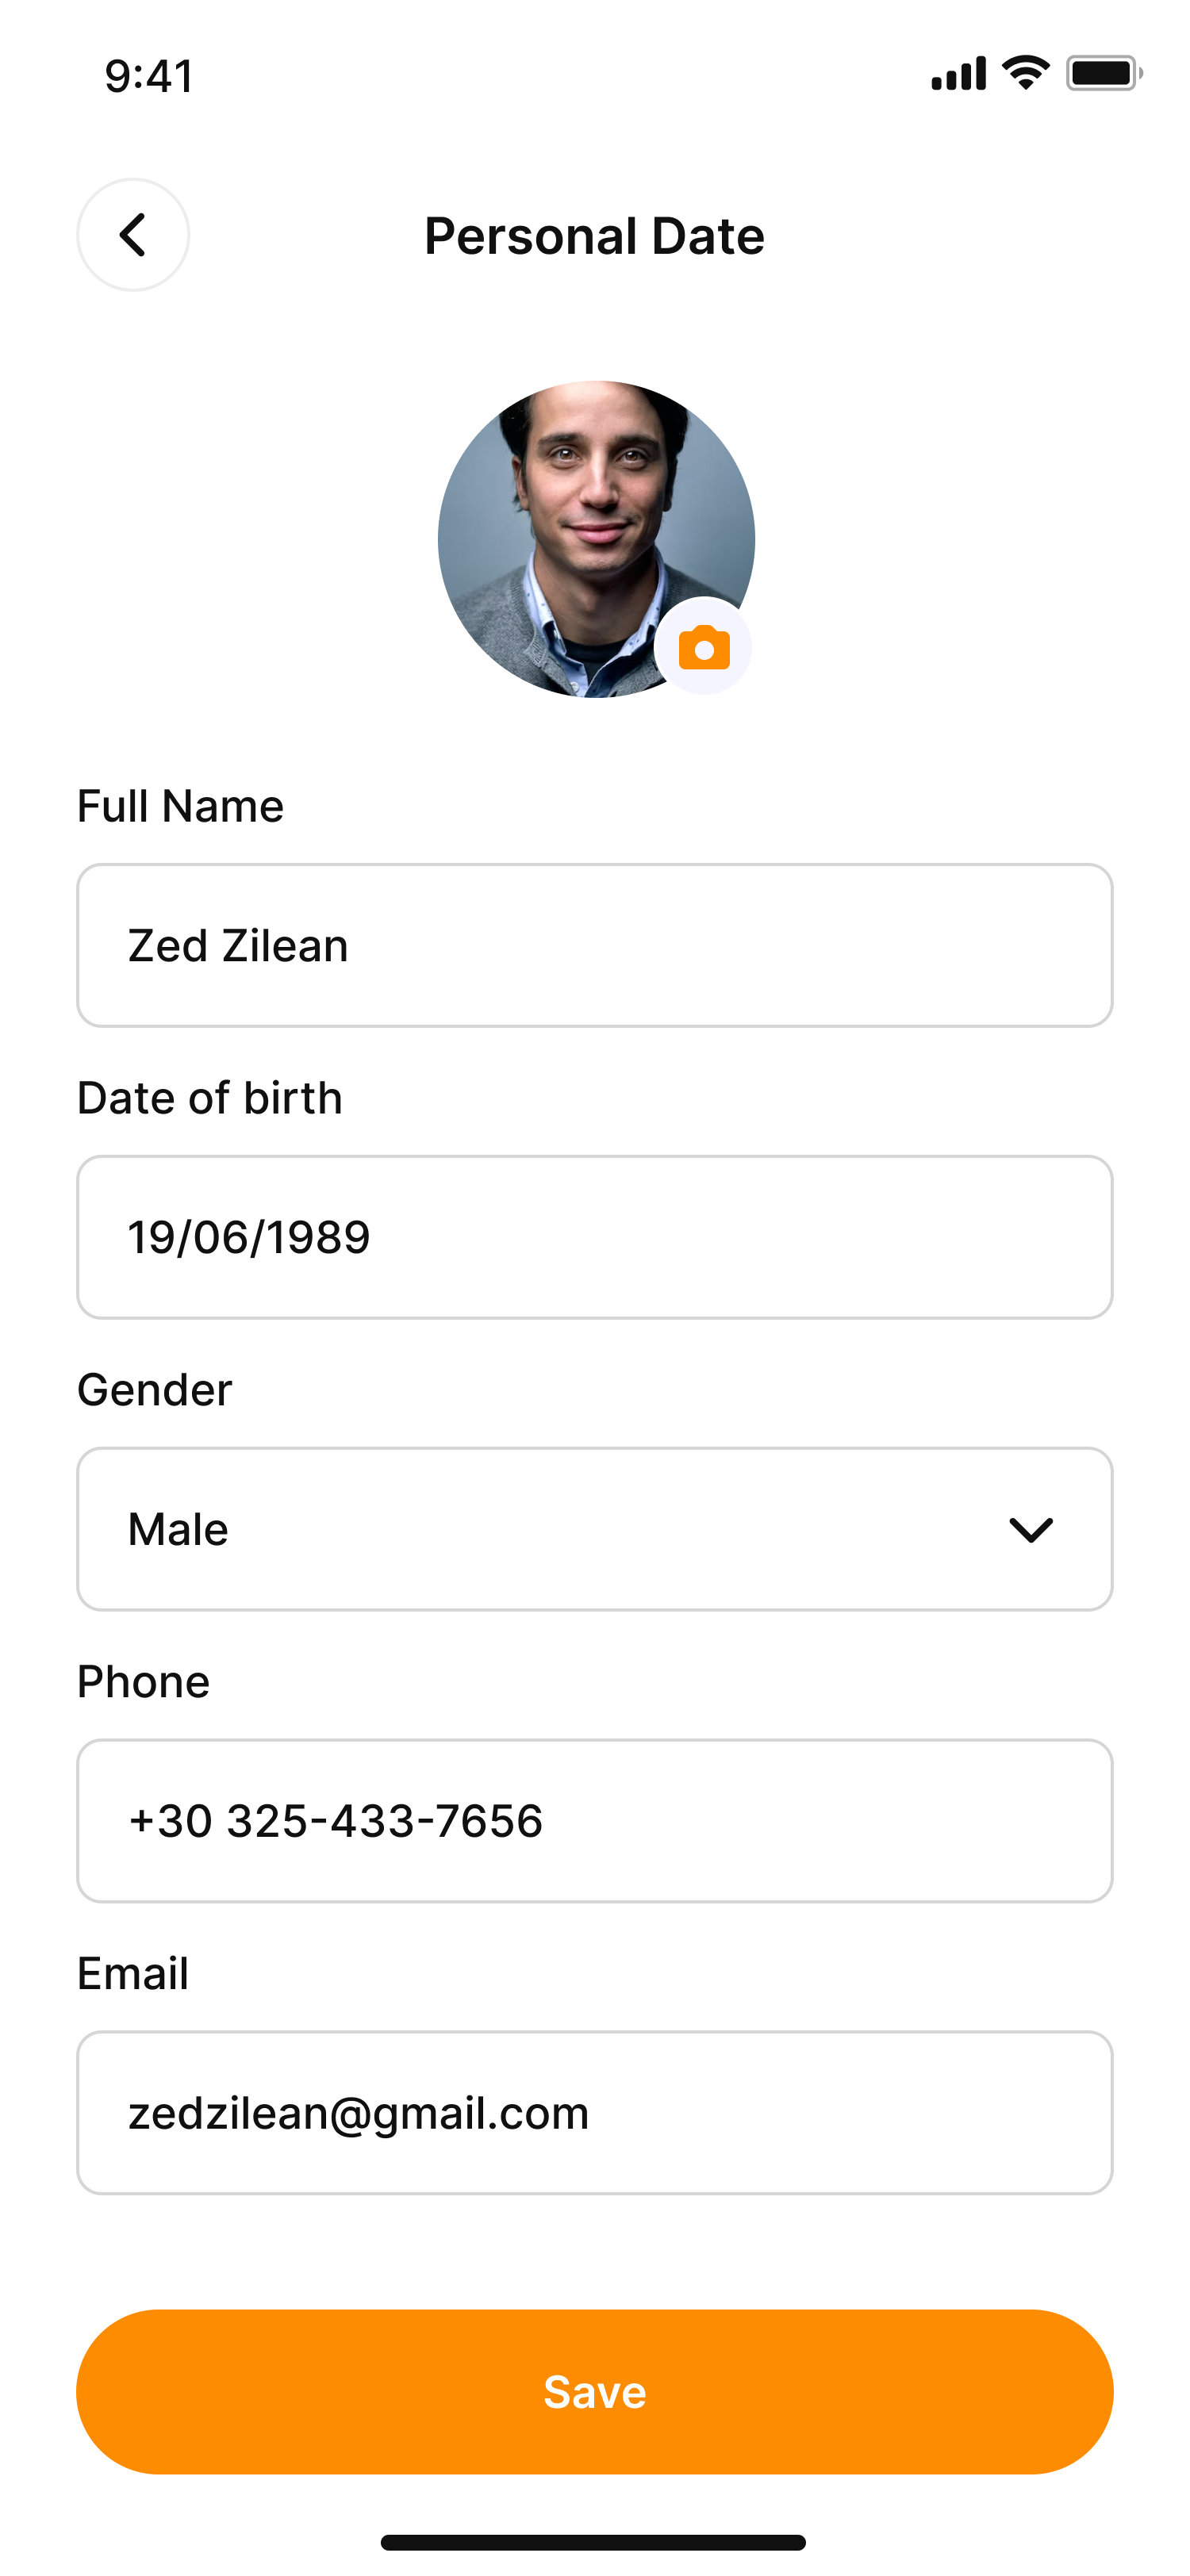 9:41
Personal Date
Full Name
Zed Zilean
Date of birth
19/06/1989
Gender
Male
Phone
+30 325-433-7656
Email
zedzilean@gmail.com
Save